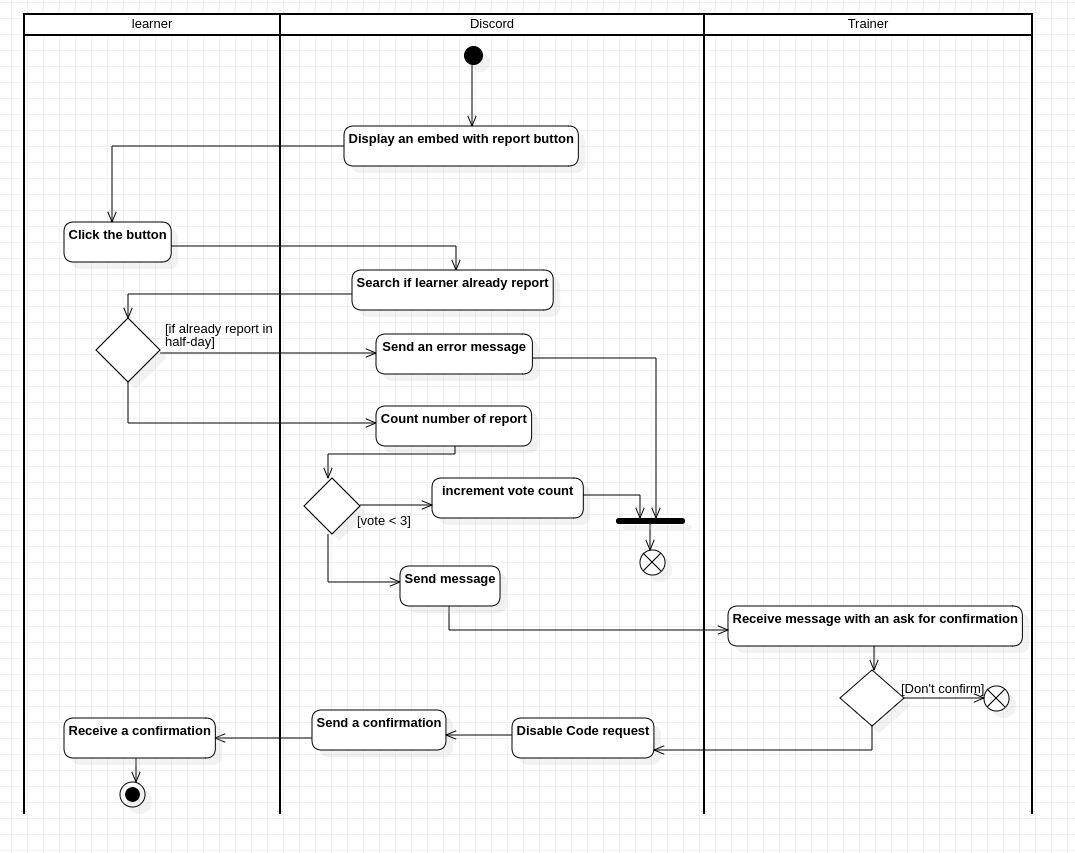 learner
Discord
Trainer
Display an embed with report button
Click the button
Search if learner already report
[if already report in
half-day]
Send an error message
Count number of report
increment vote count
[vote < 3]
Send message
Receive message with an ask for confirmation
[Don't confirm]
Send a confirmation
Receive a confirmation
Disable Code request